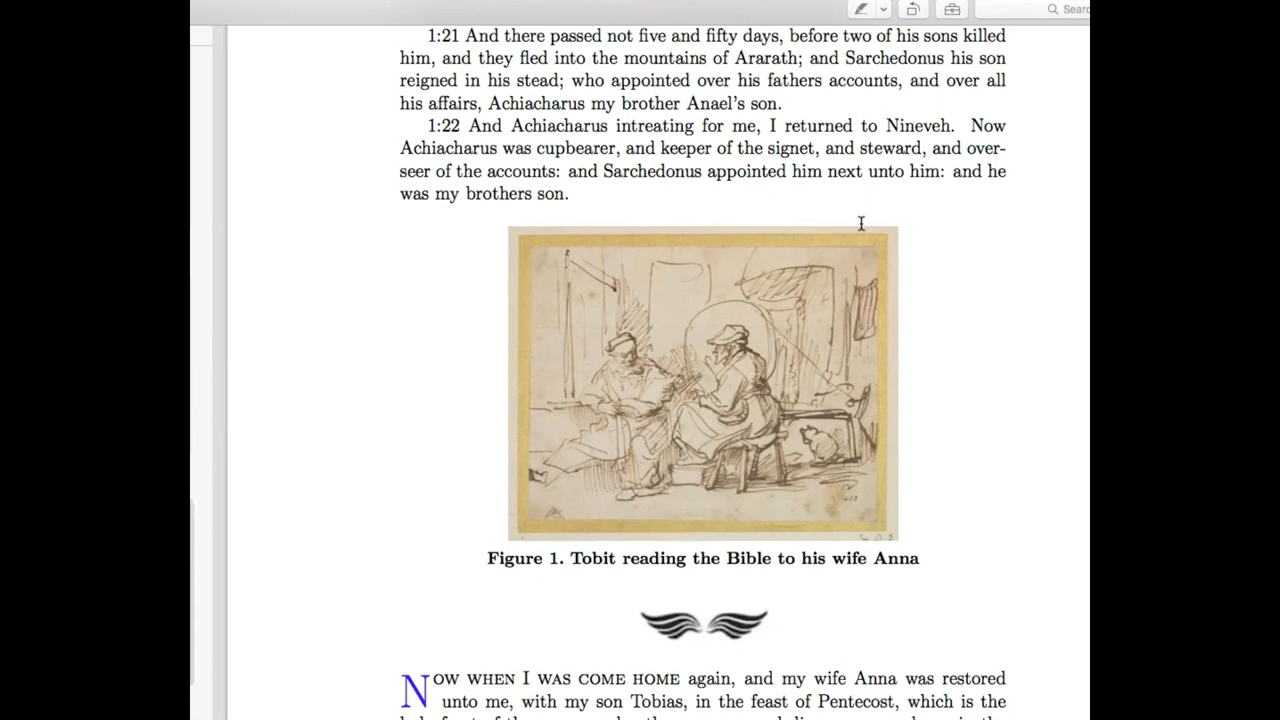 Searc
1:21 And there passed not five and fifty days, before two of his sons killed
him, and they fled into the mountains of Ararath; and Sarchedonus his son
reigned in his stead; who appointed over his fathers accounts, and over all
his affairs, Achiacharus my brother Anael's son.
1:22 And Achiacharus intreating for me, I returned to Nineveh. Now
Achiacharus was cupbearer, and keeper of the signet, and steward, and over-
seer of the accounts: and Sarchedonus appointed him next unto him: and he
was my brothers son.
Figure 1. Tobit reading the Bible to his wife Anna
NOW WHEN I WAS COME HOME again, and my wife Anna was restored
unto me, with my son Tobias, in the feast of Pentecost, which is the